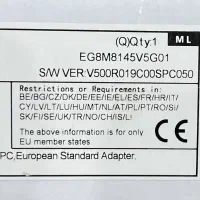 (Q)Qty:1 ML
EG8M8145V5G01
S/W VER:V500R019C00SPC050
Restrictions or Requirements in:
BE/BG/CZ/DK/DE/EE/IE/EL/ES/FR/HR/IT/
CY/LV/LT/LU/HU/MT/NL/AT/PL/PT/RO/SI/
SK/FI/SE/UK/TR/NO/CH/IS/LI
The above information is for
only EU member states
CE
PC,European Standard Adapter.